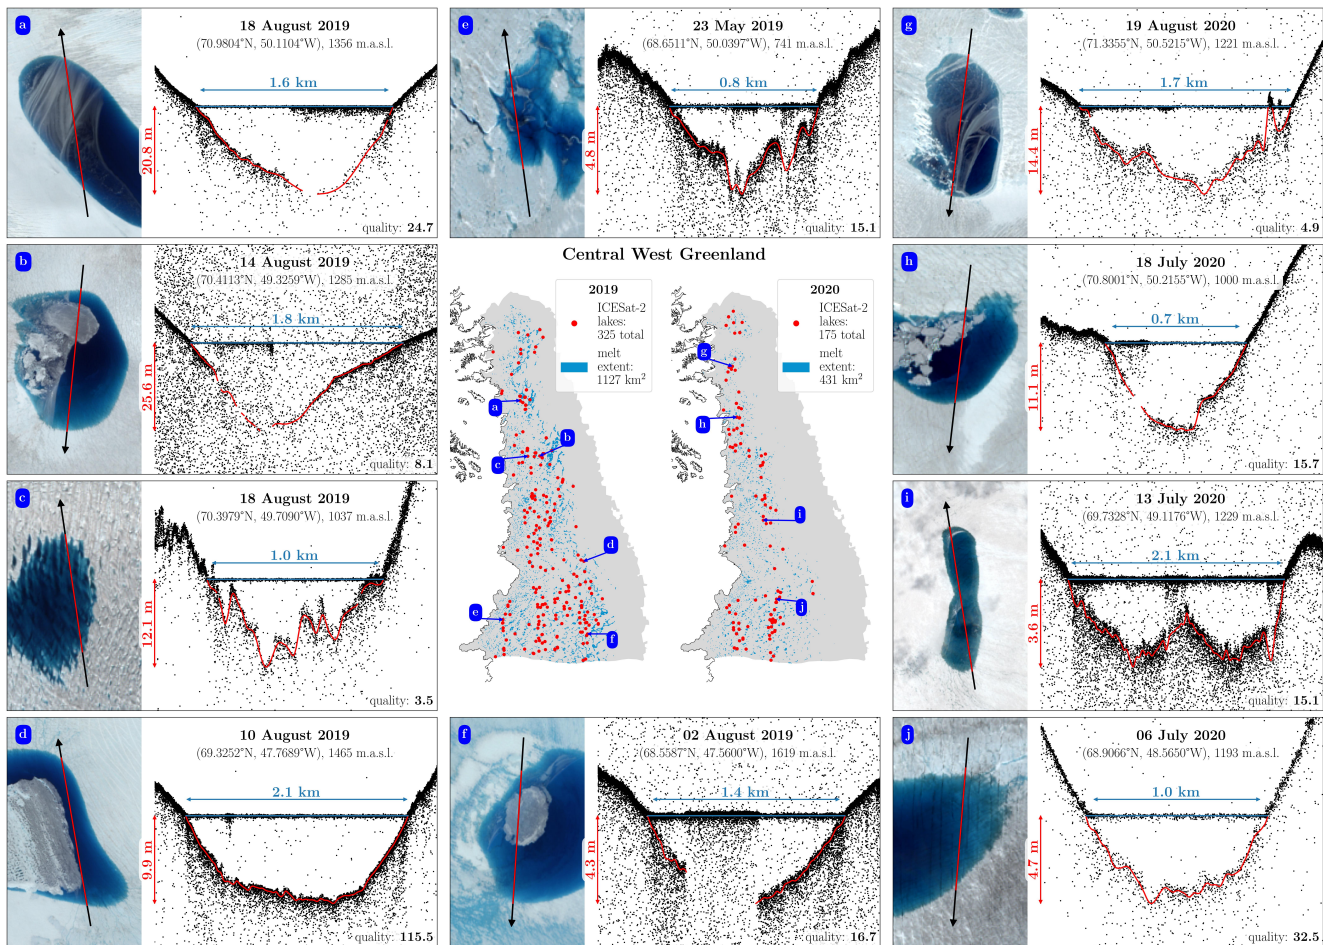 a
18 August 2019
(70.9804°N, 50.1104°W), 1356 m.a.s.l.
1.6 km
20.8 m
quality: 24.7
e
23 May 2019
(68.6511°N, 50.0397°W), 741 m.a.s.l.
0.8 km
4.8 m
quality: 15.1
g
19 August 2020
(71.3355°N, 50.5215°W), 1221 m.a.s.l.
1.7 km
14.4 m
quality: 4.9
b
14 August 2019
(70.4113°N, 49.3259°W), 1285 m.a.s.l.
1.8 km
25.6 m
quality: 8.1
Central West Greenland
2019
ICESat-2
lakes:
325 total
melt
extent:
1127 km²
a
b
c
d
e
f
2020
ICESat-2
lakes:
175 total
melt
extent:
431 km²
g
h
i
j
h
18 July 2020
(70.8001°N, 50.2155°W), 1000 m.a.s.l.
0.7 km
11.1 m
quality: 15.7
c
18 August 2019
(70.3979°N, 49.7090°W), 1037 m.a.s.l.
1.0 km
12.1 m
quality: 3.5
i
13 July 2020
(69.7328°N, 49.1176°W), 1229 m.a.s.l.
2.1 km
3.6 m
quality: 15.1
d
10 August 2019
(69.3252°N, 47.7689°W), 1465 m.a.s.l.
2.1 km
9.9 m
quality: 115.5
f
02 August 2019
(68.5587°N, 47.5600°W), 1619 m.a.s.l.
1.4 km
4.3 m
quality: 16.7
j
06 July 2020
(68.9066°N, 48.5650°W), 1193 m.a.s.l.
1.0 km
4.7 m
quality: 32.5